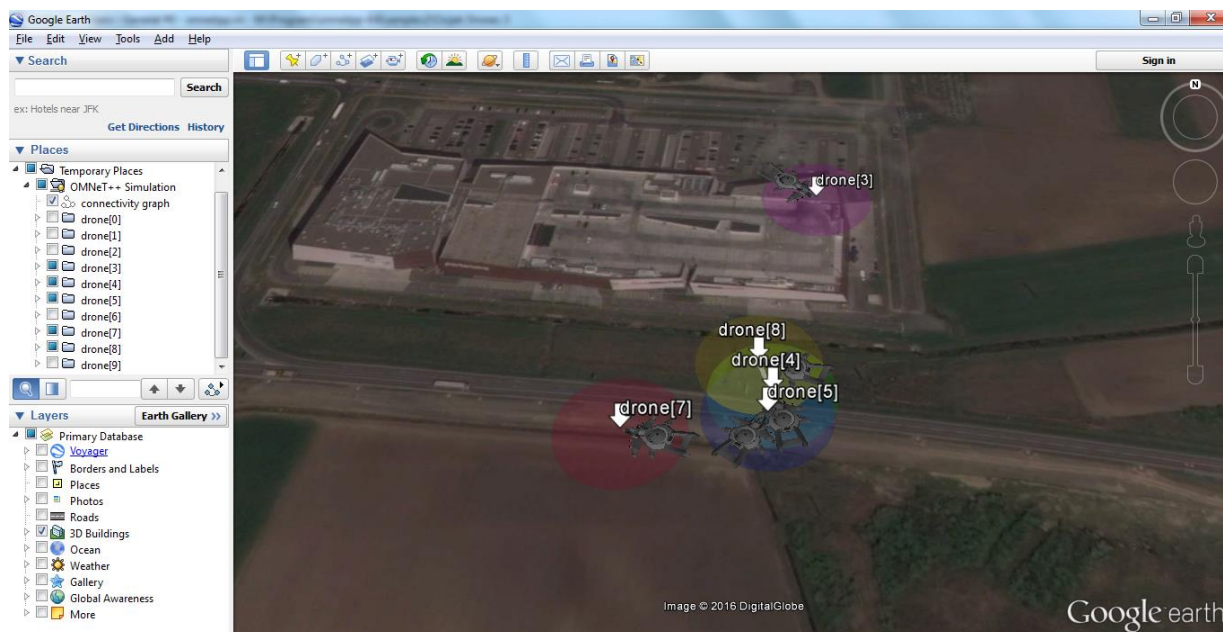 Google Earth
File Edit View Tools Add Help
Search
Search
ex: Hotels near JFK
Get Directions History
Places
Temporary Places
OMNeT++ Simulation
connectivity graph
drone[0]
drone[1]
drone[2]
drone[3]
drone[4]
drone[5]
drone[6]
drone[7]
drone[8]
drone[9]
Layers
Earth Gallery >>
Primary Database
Voyager
Borders and Labels
Places
Photos
Roads
3D Buildings
Ocean
Weather
Gallery
Global Awareness
More
Sign in
N
drone[3]
drone[8]
drone[4]
drone[5]
drone[7]
Image © 2016 DigitalGlobe
Google earth